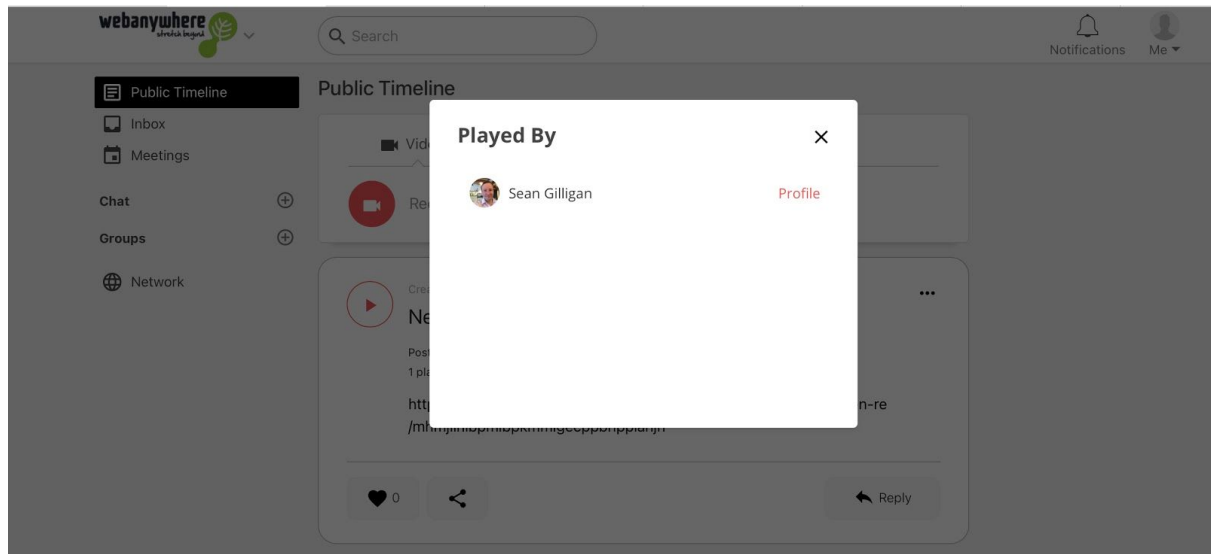 webanywhere
stretch beyond
Search
Notifications
Me
Public Timeline
Inbox
Meetings
Chat
Groups
Network
Public Timeline
Played By
Sean Gilligan
Profile
0
Reply